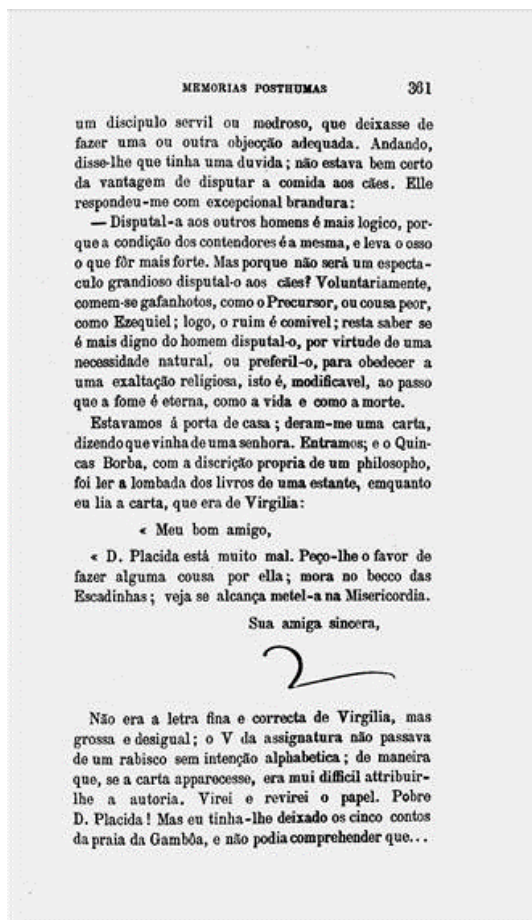 MEMORIAS POSTHUMAS 361
um discipulo servil ou medroso, que deixasse de
fazer uma ou outra objecção adequada. Andando,
disse-lhe que tinha uma duvida; não estava bem certo
da vantagem de disputar a comida aos cães. Elle
respondeu-me com excepcional brandura:
— Disputal-a aos outros homens é mais logico, por-
que a condição dos contendores é a mesma, e leva o osso
o que fôr mais forte. Mas porque não será um especta-
culo grandioso disputal-o aos cães? Voluntariamente,
comem-se gafanhotos, como o Precursor, ou cousa peor,
como Ezequiel; logo, o ruim é comivel; resta saber se
é mais digno do homem disputal-o, por virtude de uma
necessidade natural, ou preferil-o, para obedecer a
uma exaltação religiosa, isto é, modificavel, ao passo
que a fome é eterna, como a vida e como a morte.
Estavamos á porta de casa; deram-me uma carta,
dizendo que vinha de uma senhora. Entramos; e o Quin-
cas Borba, com a discrição propria de um philosopho,
foi ler a lombada dos livros de uma estante, emquanto
eu lia a carta, que era de Virgilia:
« Meu bom amigo,
« D. Placida está muito mal. Peço-lhe o favor de
fazer alguma cousa por ella; mora no becco das
Escadinhas; veja se alcança metel-a na Misericordia.
Sua amiga sincera,
Não era a letra fina e correcta de Virgilia, mas
grossa e desigual; o V da assignatura não passava
de um rabisco sem intenção alphabetica; de maneira
que, se a carta apparecesse, era mui difficil attribuir-
lhe a autoria. Virei e revirei o papel. Pobre
D. Placida! Mas eu tinha-lhe deixado os cinco contos
da praia da Gambôa, e não podia comprehender que...